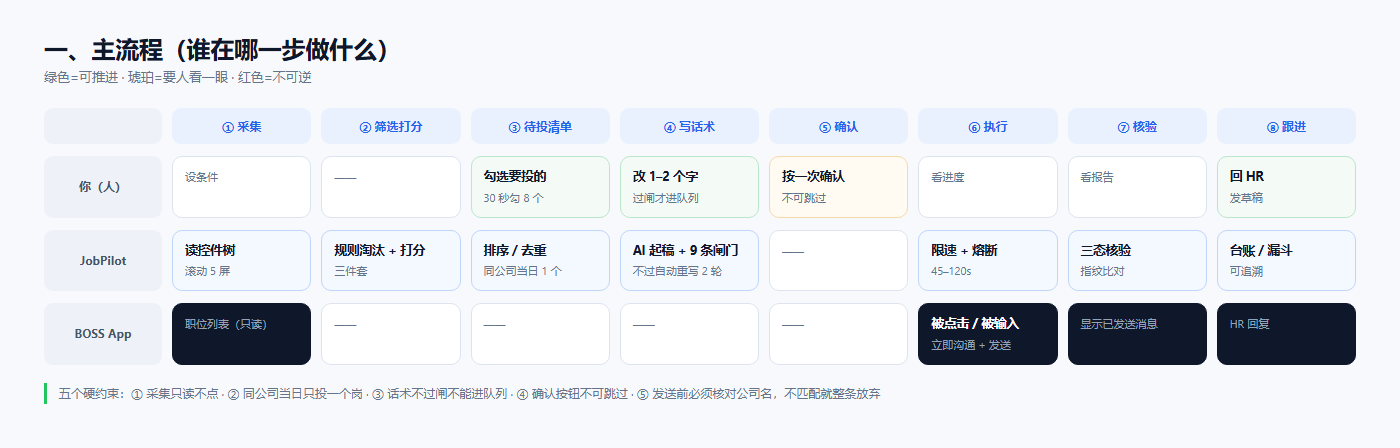 一、主流程（谁在哪一步做什么）
绿色=可推进 · 琥珀=要人看一眼 · 红色=不可逆
① 采集
② 筛选打分
③ 待投清单
④ 写话术
⑤ 确认
⑥ 执行
⑦ 核验
⑧ 跟进
你（人）
设条件
——
勾选要投的
30 秒勾 8 个
改 1–2 个字
过闸才进队列
按一次确认
不可跳过
看进度
看报告
回 HR
发草稿
JobPilot
读控件树
滚动 5 屏
规则淘汰 + 打分
三件套
排序 / 去重
同公司当日 1 个
AI 起稿 + 9 条闸门
不过自动重写 2 轮
——
限速 + 熔断
45–120s
三态核验
指纹比对
台账 / 漏斗
可追溯
BOSS App
职位列表（只读）
——
——
——
——
被点击 / 被输入
立即沟通 + 发送
显示已发送消息
HR 回复
五个硬约束：① 采集只读不点 · ② 同公司当日只投一个岗 · ③ 话术不过闸不能进队列 · ④ 确认按钮不可跳过 · ⑤ 发送前必须核对公司名，不匹配就整条放弃